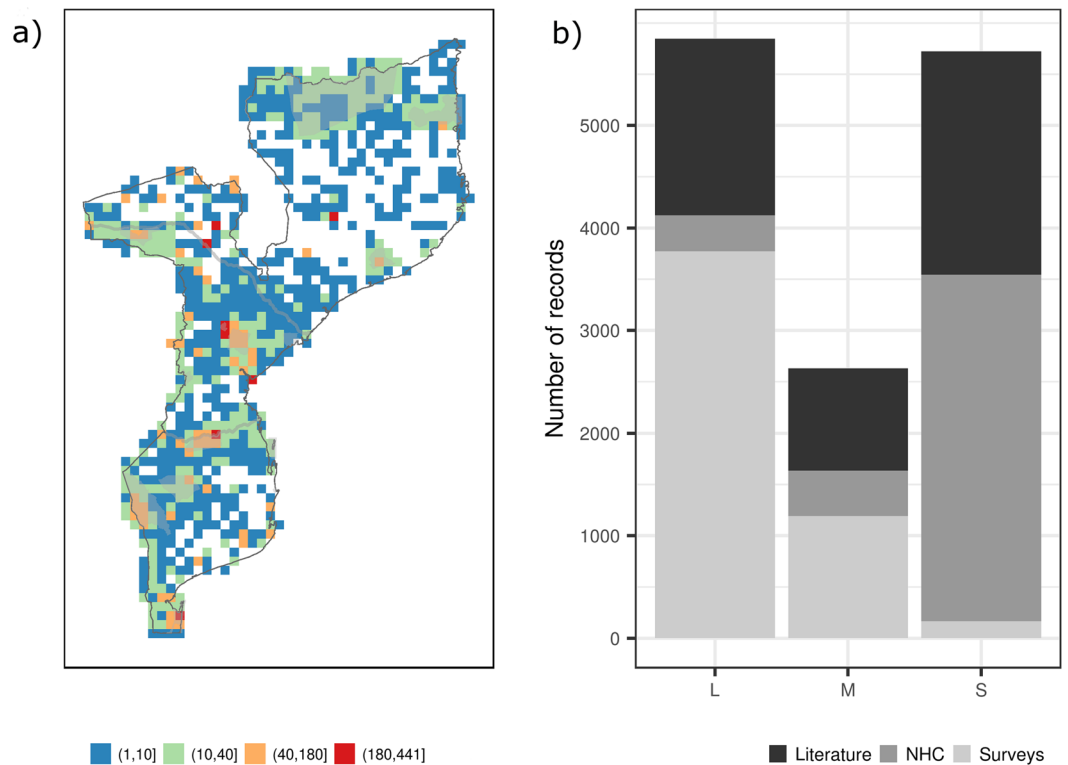 a)
(1,10] (10,40] (40,180] (180,441]
b)
Number of records
5000
4000
3000
2000
1000
0
L M S
Literature NHC Surveys